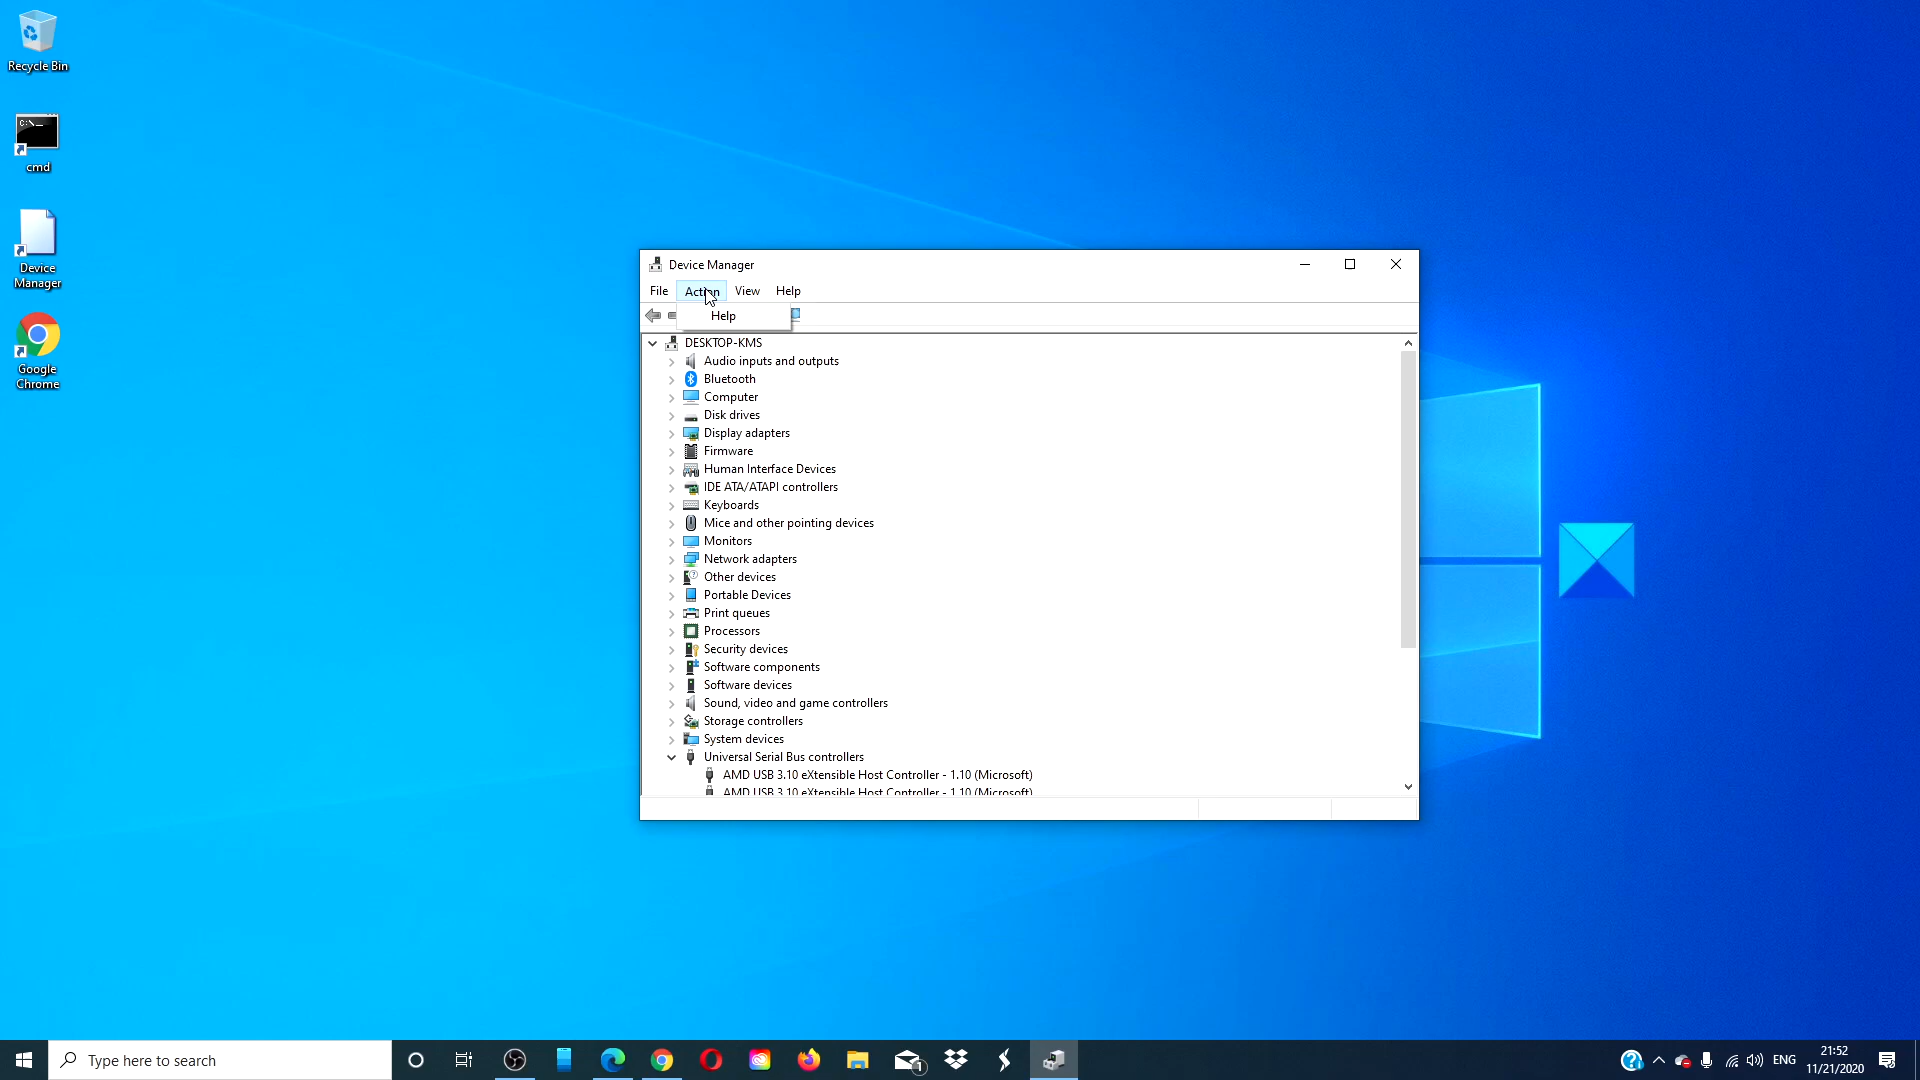 Recycle Bin
C:\._
cmd
Device
Manager
Google
Chrome
Device Manager
File Action View Help
Help
DESKTOP-KMS
Audio inputs and outputs
Bluetooth
Computer
Disk drives
Display adapters
Firmware
Human Interface Devices
IDE ATA/ATAPI controllers
Keyboards
Mice and other pointing devices
Monitors
Network adapters
Other devices
Portable Devices
Print queues
Processors
Security devices
Software components
Software devices
Sound, video and game controllers
Storage controllers
System devices
Universal Serial Bus controllers
AMD USB 3.10 eXtensible Host Controller - 1.10 (Microsoft)
AMD USB 3.10 eXtensible Host Controller - 1.10 (Microsoft)
Type here to search
1
ENG
21:52
11/21/2020